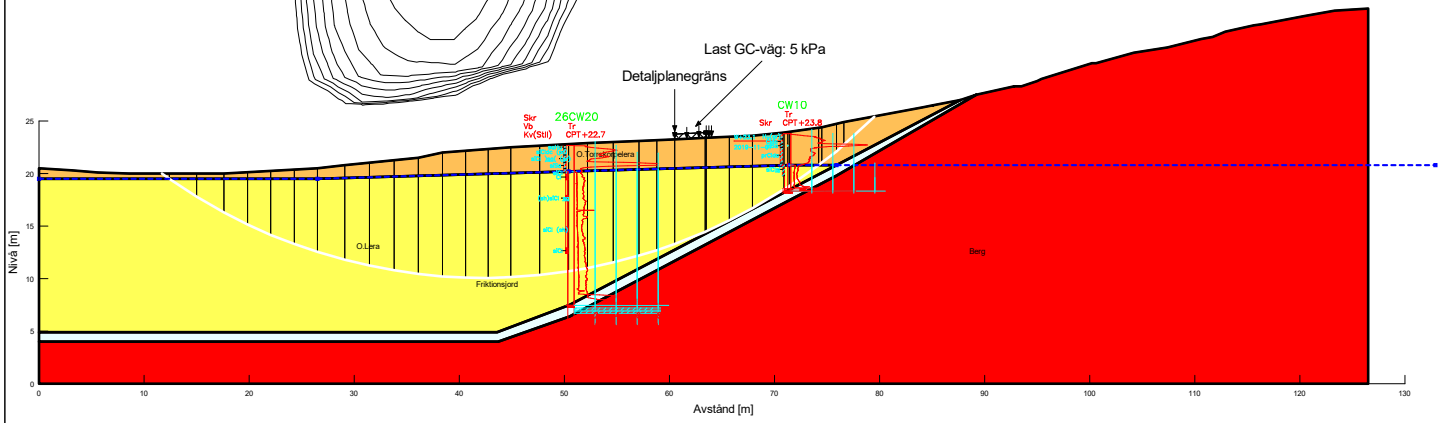 Last GC-väg: 5 kPa
Detaljplanegräns
26CW20
Skr
Vb
Kv(Stll)
Tr
CPT+22.7
CW10
Tr
Skr
CPT+23.8
O.Torrskorpelera
O.Lera
Friktionsjord
Berg
Nivå [m]
25
20
15
10
5
0
0
10
20
30
40
50
60
70
80
90
100
110
120
130
Avstånd [m]